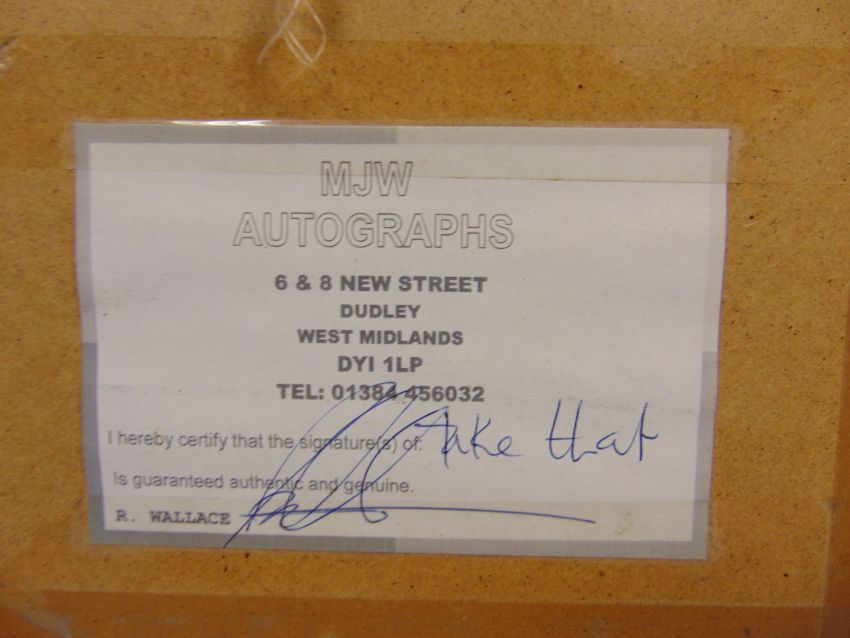 MJW
AUTOGRAPHS
6 & 8 NEW STREET
DUDLEY
WEST MIDLANDS
DYI 1LP
TEL: 01384 456032
I hereby certify that the signature(s) of: take that
Is guaranteed authentic and genuine.
R. WALLACE